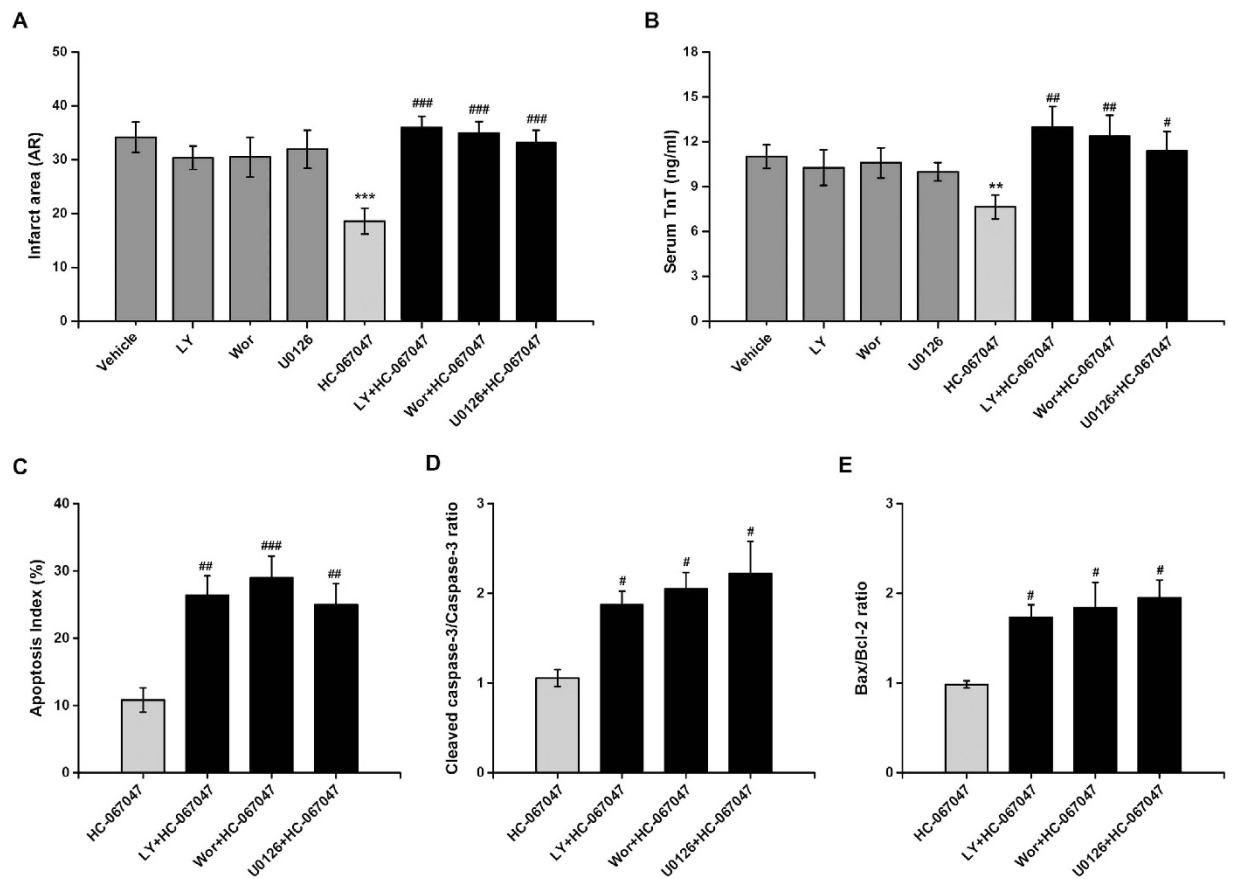 A
Infarct area (AR)
50
40
30
20
10
0
***
###
###
###
Vehicle
LY
Wor
U0126
HC-067047
LY+HC-067047
Wor+HC-067047
U0126+HC-067047
B
Serum TnT (ng/ml)
18
15
12
9
6
3
0
**
##
##
#
Vehicle
LY
Wor
U0126
HC-067047
LY+HC-067047
Wor+HC-067047
U0126+HC-067047
C
Apoptosis Index (%)
40
30
20
10
0
##
###
##
HC-067047
LY+HC-067047
Wor+HC-067047
U0126+HC-067047
D
Cleaved caspase-3/Caspase-3 ratio
3
2
1
0
#
#
#
HC-067047
LY+HC-067047
Wor+HC-067047
U0126+HC-067047
E
Bax/Bcl-2 ratio
3
2
1
0
#
#
#
HC-067047
LY+HC-067047
Wor+HC-067047
U0126+HC-067047